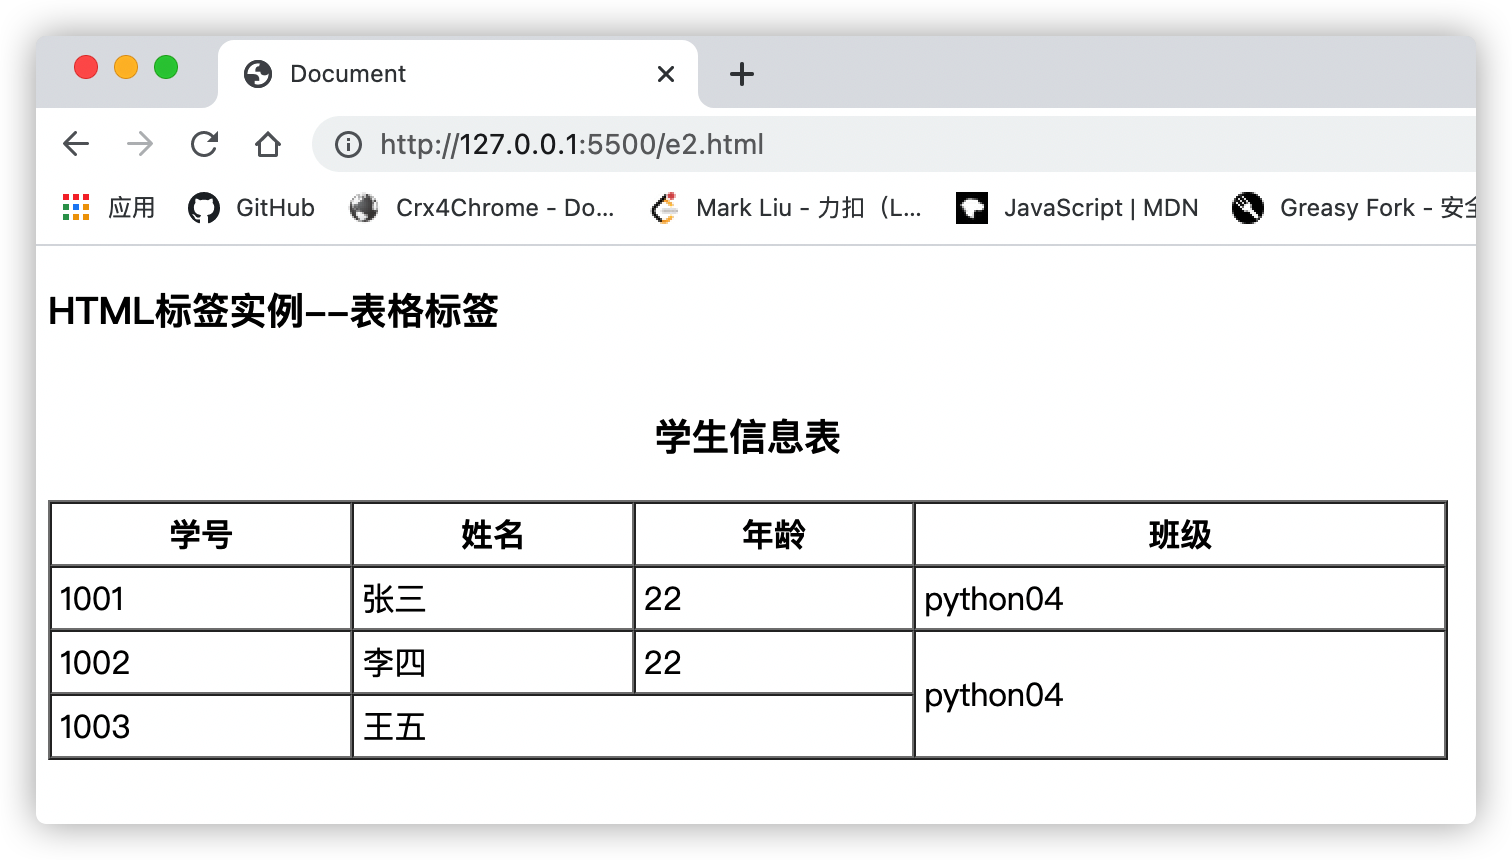 Document
http://127.0.0.1:5500/e2.html
应用 GitHub Crx4Chrome - Do... Mark Liu - 力扣（L... JavaScript | MDN Greasy Fork - 安全
HTML标签实例--表格标签
学生信息表
学号 姓名 年龄 班级
1001 张三 22 python04
1002 李四 22 python04
1003 王五